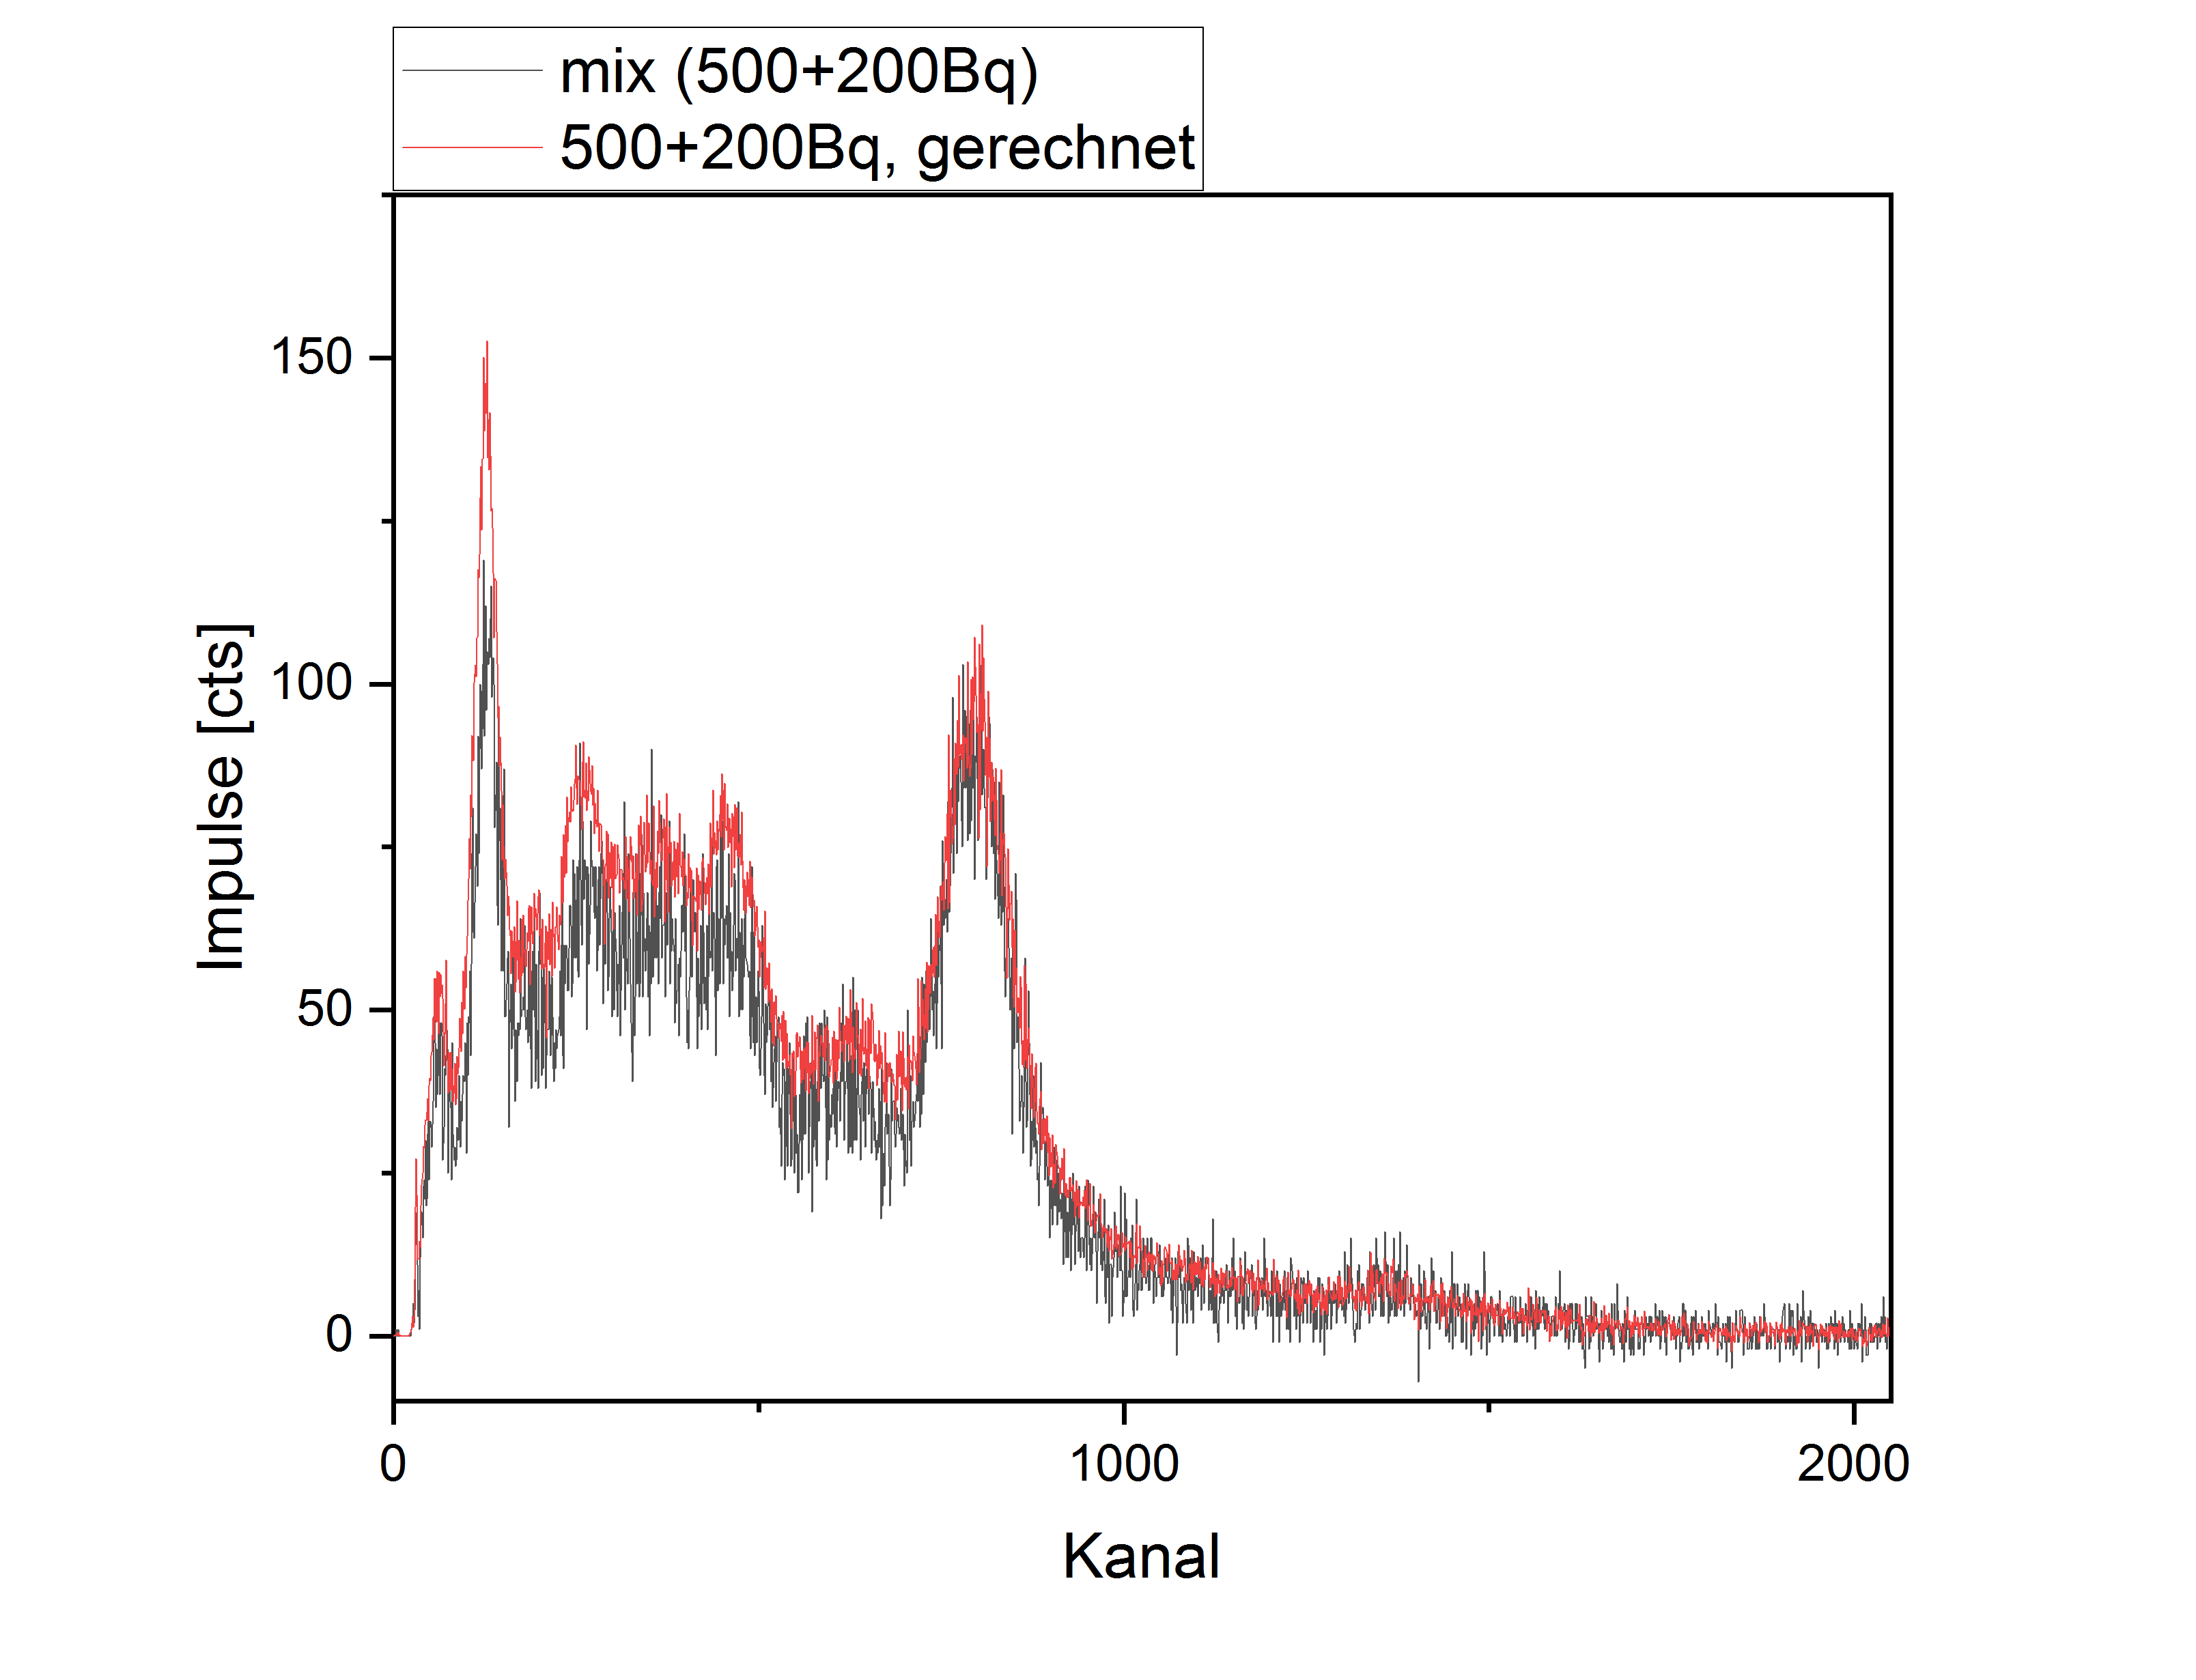 mix (500+200Bq)
500+200Bq, gerechnet
Impulse [cts]
150
100
50
0
0 1000 2000
Kanal